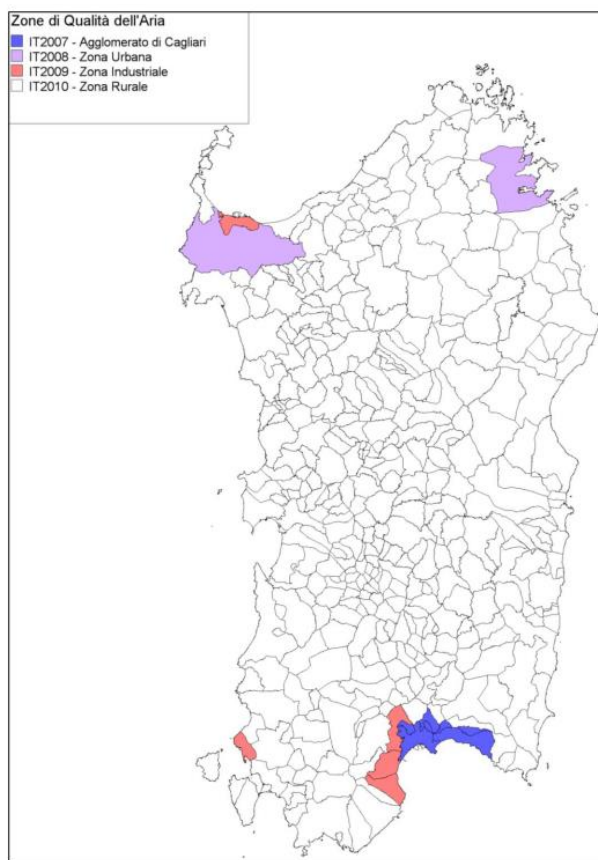 Zone di Qualità dell'Aria
IT2007 - Agglomerato di Cagliari
IT2008 - Zona Urbana
IT2009 - Zona Industriale
IT2010 - Zona Rurale